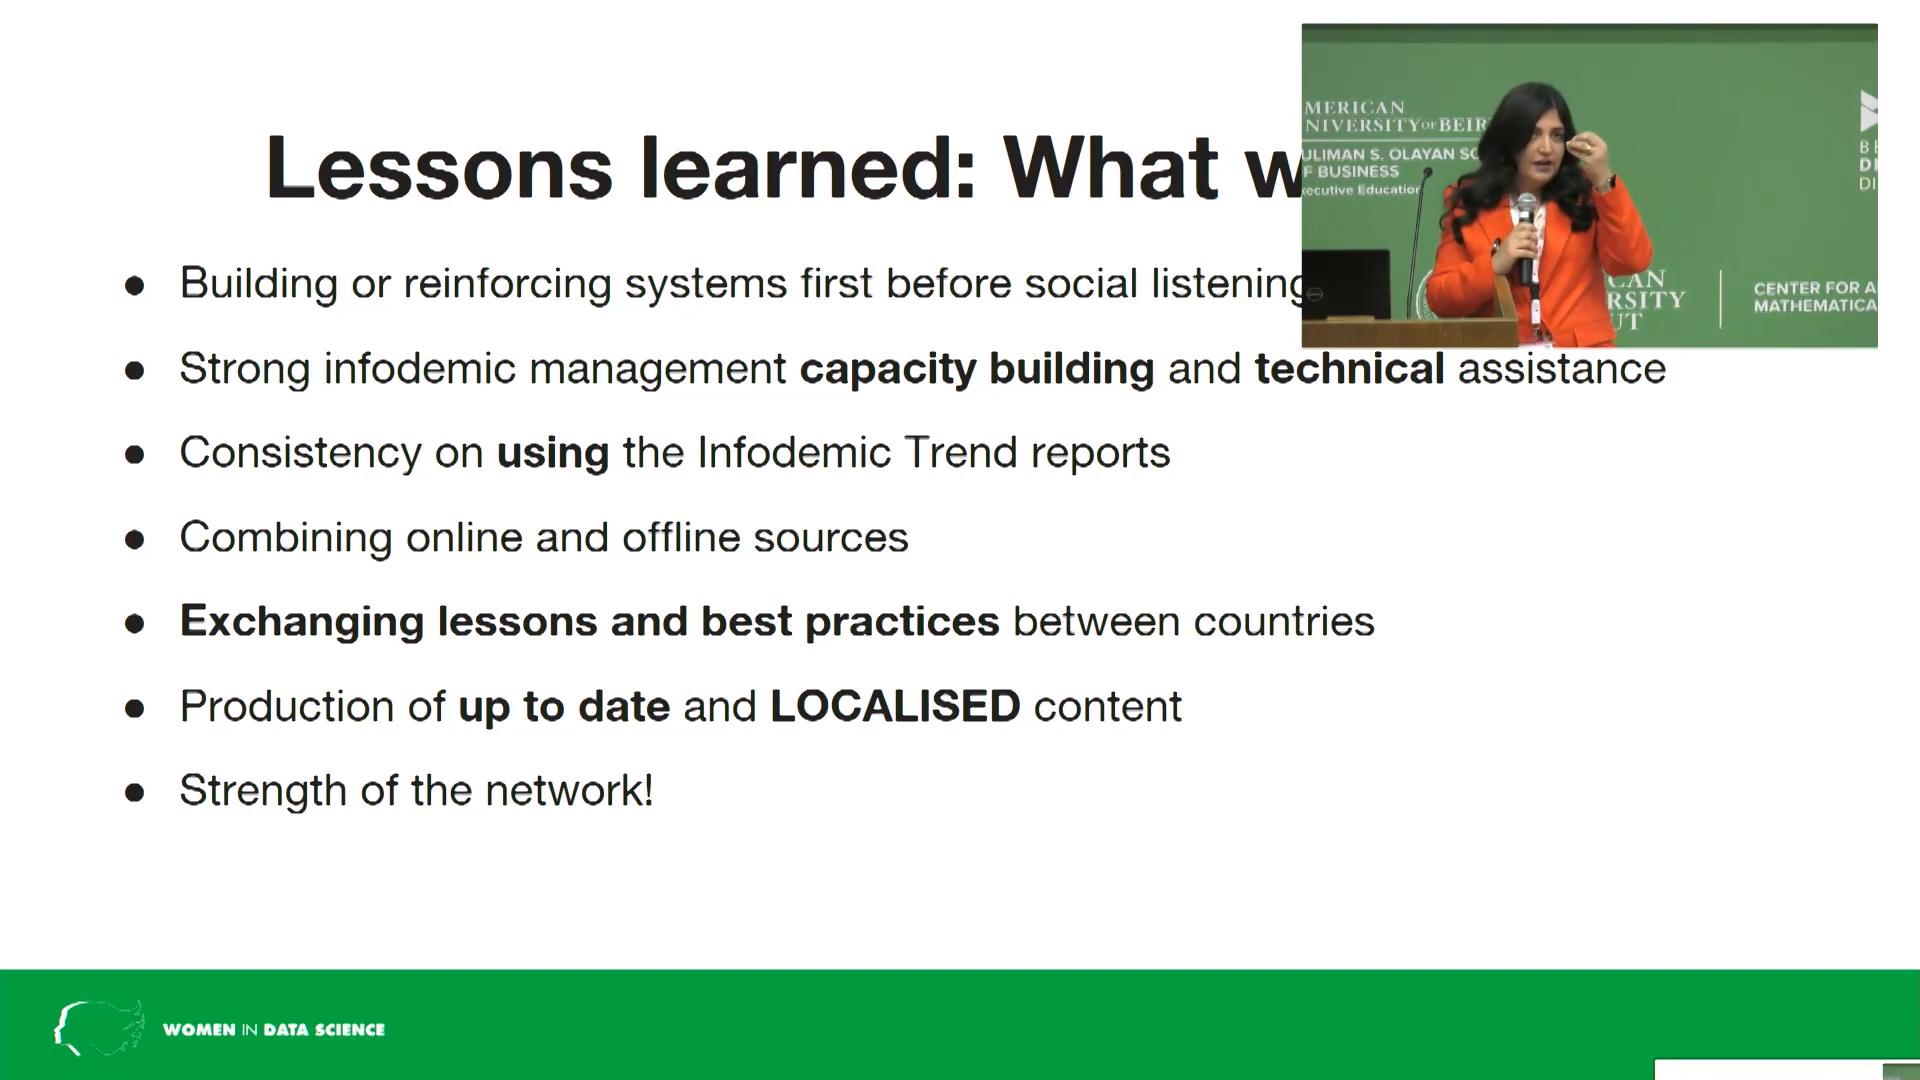 Lessons learned: What w
● Building or reinforcing systems first before social listening
● Strong infodemic management capacity building and technical assistance
● Consistency on using the Infodemic Trend reports
● Combining online and offline sources
● Exchanging lessons and best practices between countries
● Production of up to date and LOCALISED content
● Strength of the network!
MERICAN
NIVERSITY OF BEIR
ULIMAN S. OLAYAN SC
F BUSINESS
xecutive Education
CAN
RSITY
UT
CENTER FOR A
MATHEMATICA
B E
DI
DI
WOMEN IN DATA SCIENCE